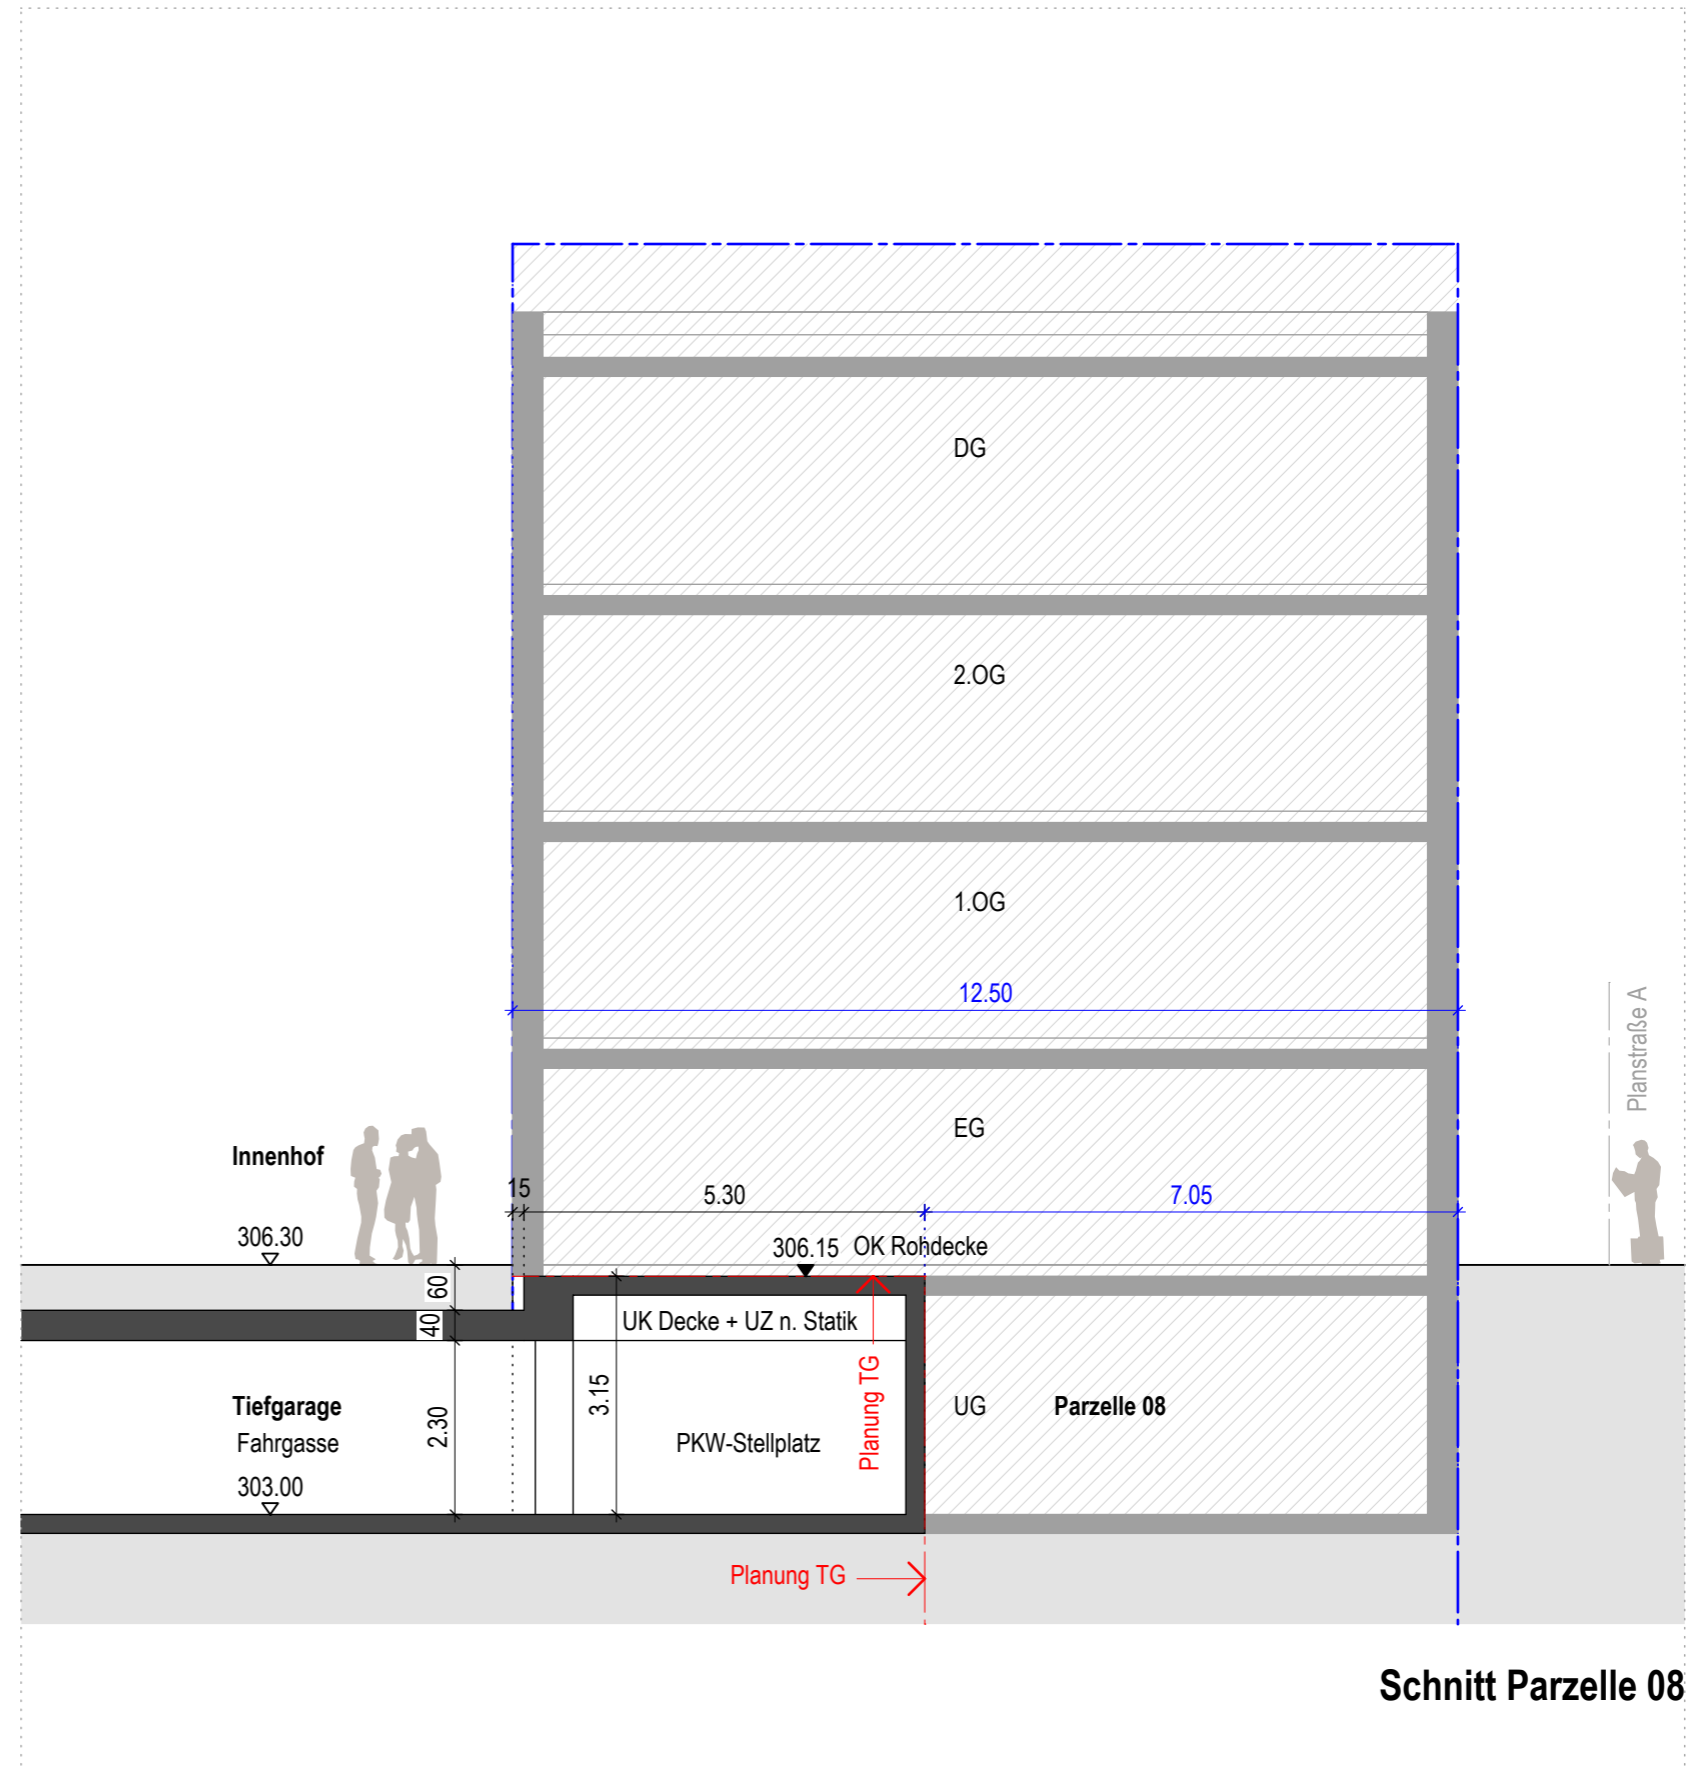 DG
2.OG
1.OG
12.50
Planstraße A
EG
Innenhof
15
5.30
7.05
306.30
306.15 OK Rohdecke
60
40
UK Decke + UZ n. Statik
Planung TG
3.15
2.30
Tiefgarage
Fahrgasse
303.00
PKW-Stellplatz
UG
Parzelle 08
Planung TG
Schnitt Parzelle 08